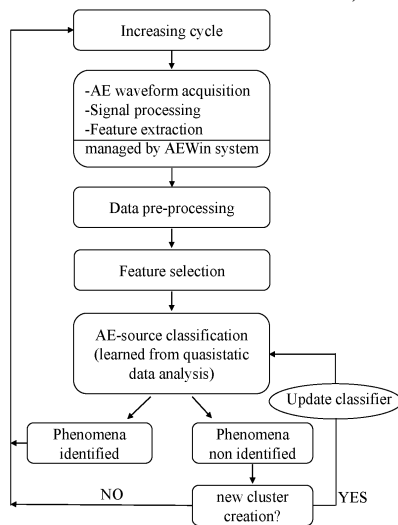 Increasing cycle
-AE waveform acquisition
-Signal processing
-Feature extraction
managed by AEWin system
Data pre-processing
Feature selection
AE-source classification
(learned from quasistatic
data analysis)
Update classifier
Phenomena
identified
Phenomena
non identified
NO
new cluster
creation?
YES